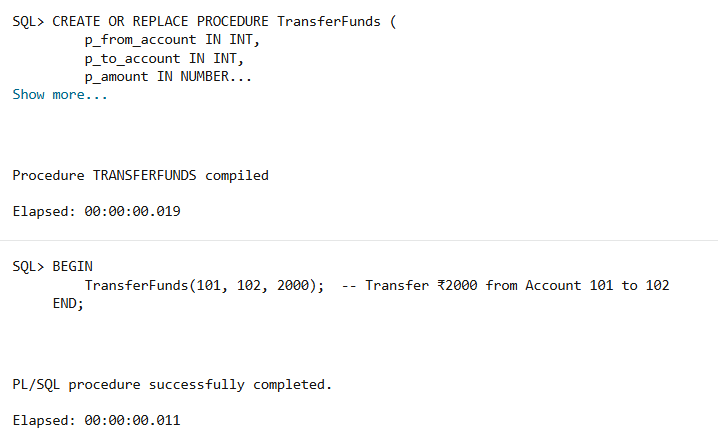 SQL> CREATE OR REPLACE PROCEDURE TransferFunds (
         p_from_account IN INT,
         p_to_account IN INT,
         p_amount IN NUMBER...
Show more...
Procedure TRANSFERFUNDS compiled
Elapsed: 00:00:00.019
SQL> BEGIN
         TransferFunds(101, 102, 2000);  -- Transfer ₹2000 from Account 101 to 102
     END;
PL/SQL procedure successfully completed.
Elapsed: 00:00:00.011